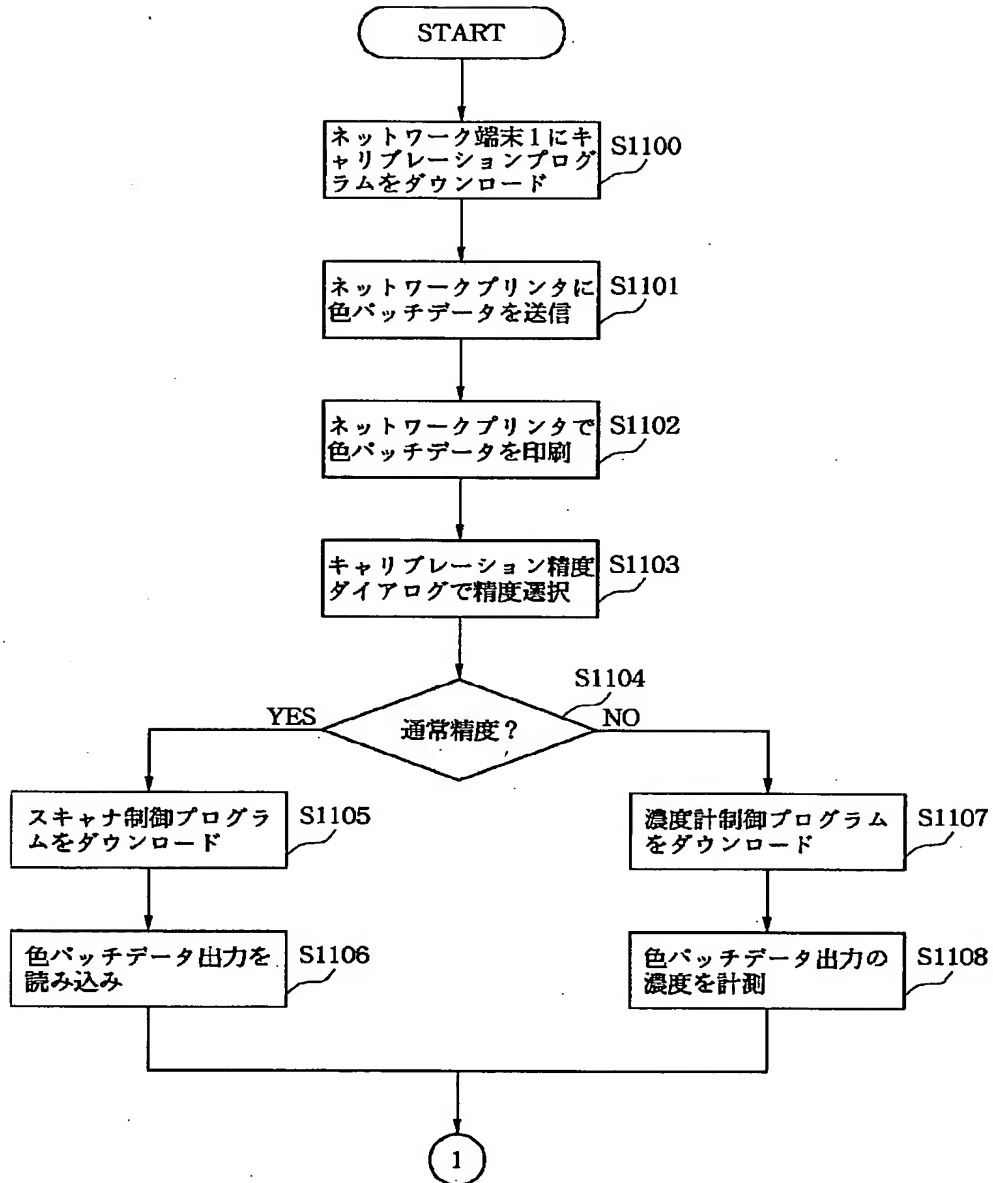 START
ネットワーク端末1にキ
ャリブレーションプログ
ラムをダウンロード
S1100
ネットワークプリンタに
色パッチデータを送信
S1101
ネットワークプリンタで
色パッチデータを印刷
S1102
キャリブレーション精度
ダイアログで精度選択
S1103
S1104
YES
通常精度?
NO
スキャナ制御プログラ
ムをダウンロード
S1105
濃度計制御プログラム
をダウンロード
S1107
色パッチデータ出力を
読み込み
S1106
色パッチデータ出力の
濃度を計測
S1108
1